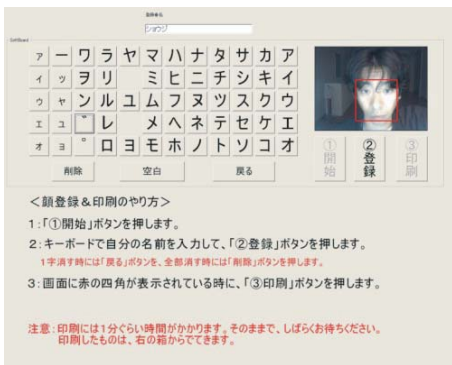 登録者名
ショウジ
ァ ー ワ ラ ヤ マ ハ ナ タ サ カ ア
ィ ッ ヲ リ ミ ヒ ニ チ シ キ イ
ゥ ャ ン ル ユ ム フ ヌ ツ ス ク ウ
ェ ュ ゛ レ メ ヘ ネ テ セ ケ エ
ォ ョ ゜ ロ ヨ モ ホ ノ ト ソ コ オ
削除 空白 戻る
①開始 ②登録 ③印刷
＜顔登録＆印刷のやり方＞
1：「①開始」ボタンを押します。
2：キーボードで自分の名前を入力して、「②登録」ボタンを押します。
1字消す時には「戻る」ボタンを、全部消す時には「削除」ボタンを押します。
3：画面に赤の四角が表示されている時に、「③印刷」ボタンを押します。
注意：印刷には1分ぐらい時間がかかります。そのままで、しばらくお待ちください。
印刷したものは、右の箱からでてきます。